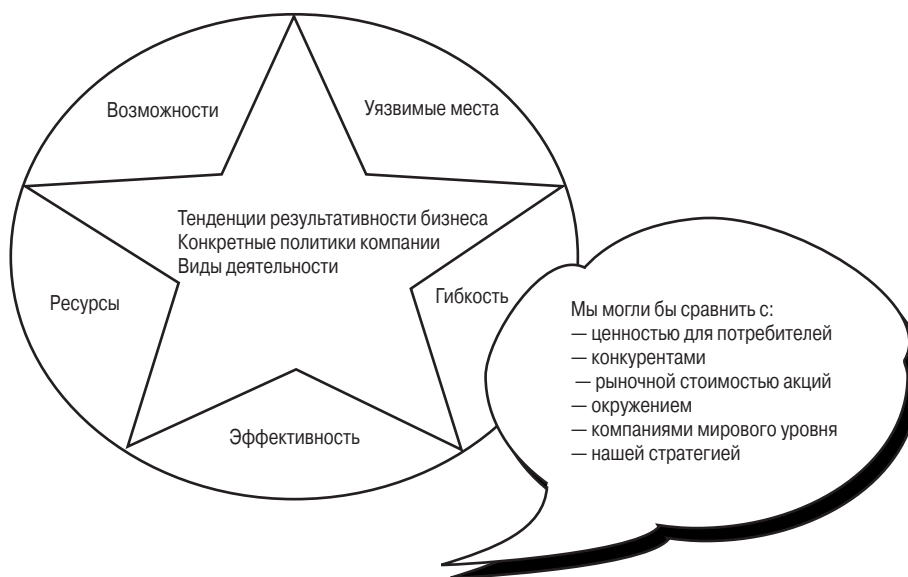 Возможности
Уязвимые места
Тенденции результативности бизнеса
Конкретные политики компании
Виды деятельности
Ресурсы
Гибкость
Эффективность
Мы могли бы сравнить с:
— ценностью для потребителей
— конкурентами
— рыночной стоимостью акций
— окружением
— компаниями мирового уровня
— нашей стратегией